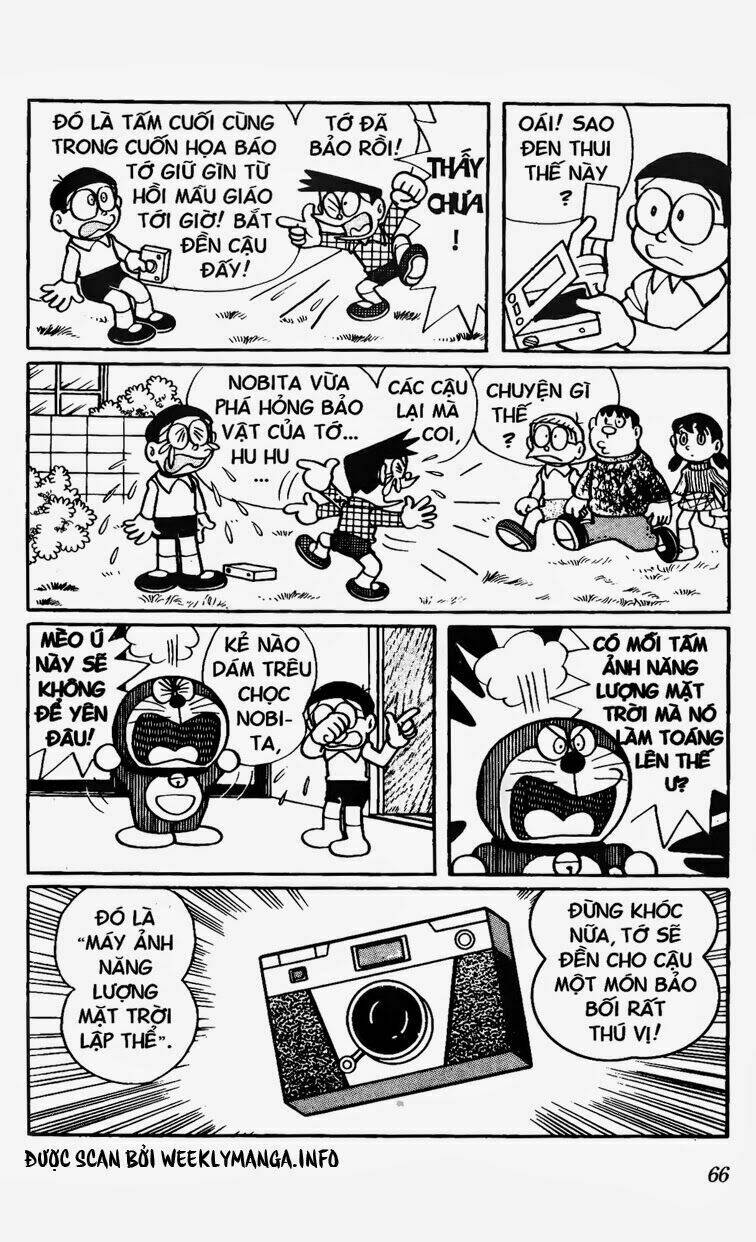 OÁI! SAO
ĐEN THUI
THẾ NÀY
?
THẤY
CHƯA
!
TỚ ĐÃ
BẢO RỒI!
ĐÓ LÀ TẤM CUỐI CÙNG
TRONG CUỐN HỌA BÁO
TỚ GIỮ GÌN TỪ
HỒI MẪU GIÁO
TỚI GIỜ! BẮT
ĐỀN CẬU
ĐẤY!
CHUYỆN GÌ
THẾ
?
CÁC CẬU
LẠI MÀ
COI,
NOBITA VỪA
PHÁ HỎNG BẢO
VẬT CỦA TỚ...
HU HU
...
CÓ MỖI TẤM
ẢNH NĂNG
LƯỢNG MẶT
TRỜI MÀ NÓ
LÀM TOÁNG
LÊN THẾ
Ư?
KẺ NÀO
DÁM TRÊU
CHỌC
NOBI-
TA,
MÈO Ú
NÀY SẼ
KHÔNG
ĐỂ YÊN
ĐÂU!
ĐỪNG KHÓC
NỮA, TỚ SẼ
ĐỀN CHO CẬU
MỘT MÓN BẢO
BỐI RẤT
THÚ VỊ!
ĐÓ LÀ
"MÁY ẢNH
NĂNG
LƯỢNG
MẶT TRỜI
LẬP THỂ".
ĐƯỢC SCAN BỞI WEEKLYMANGA.INFO
66